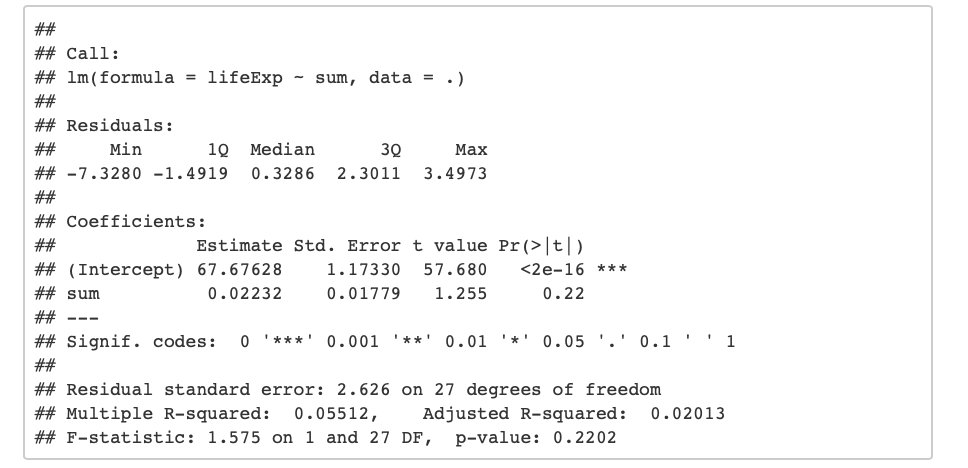 ##
## Call:
## lm(formula = lifeExp ~ sum, data = .)
##
## Residuals:
##     Min      1Q  Median      3Q     Max
## -7.3280 -1.4919  0.3286  2.3011  3.4973
##
## Coefficients:
##             Estimate Std. Error t value Pr(>|t|)
## (Intercept) 67.67628    1.17330  57.680   <2e-16 ***
## sum          0.02232    0.01779   1.255     0.22
## ---
## Signif. codes:  0 '***' 0.001 '**' 0.01 '*' 0.05 '.' 0.1 ' ' 1
##
## Residual standard error: 2.626 on 27 degrees of freedom
## Multiple R-squared:  0.05512,    Adjusted R-squared:  0.02013
## F-statistic: 1.575 on 1 and 27 DF,  p-value: 0.2202